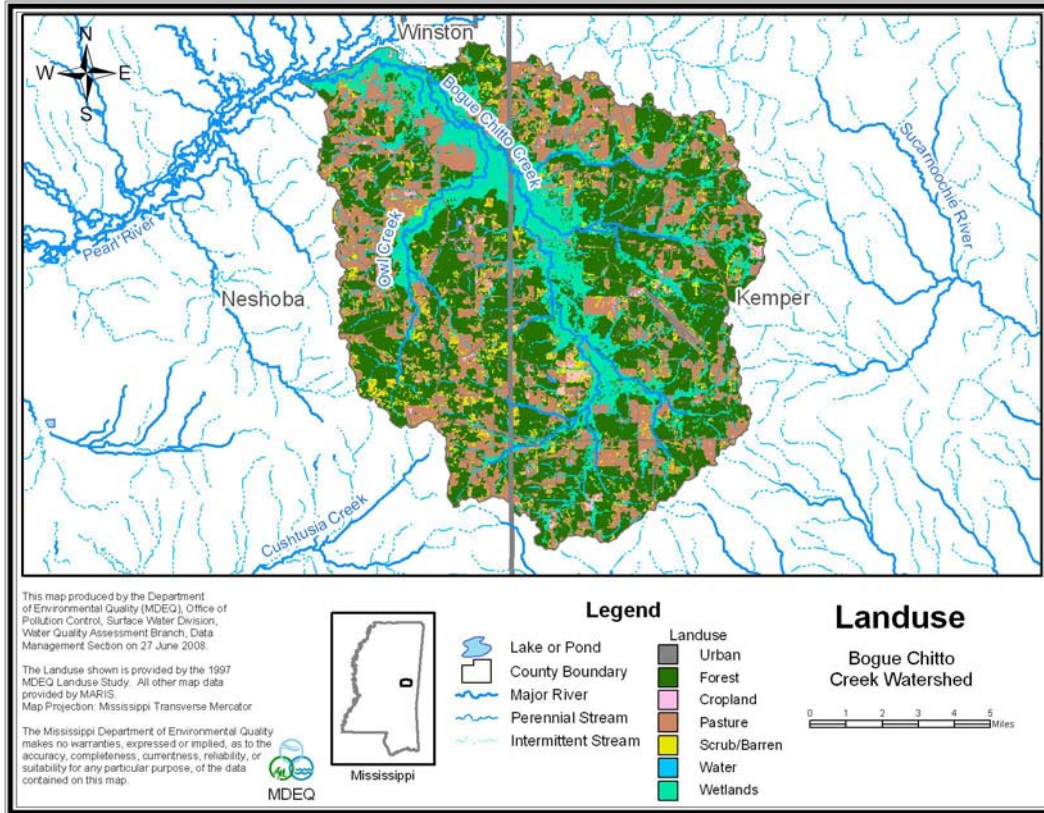 Winston
N
W
E
S
Bogue Chitto Creek
Sucarnoochie River
Pearl River
Owl Creek
Neshoba
Kemper
Cushtusia Creek
This map produced by the Department
of Environmental Quality (MDEQ), Office of
Pollution Control, Surface Water Division,
Water Quality Assessment Branch, Data
Management Section on 27 June 2008.
The Landuse shown is provided by the 1997
MDEQ Landuse Study. All other map data
provided by MARIS.
Map Projection: Mississippi Transverse Mercator
The Mississippi Department of Environmental Quality
makes no warranties, expressed or implied, as to the
accuracy, completeness, currentness, reliability, or
suitability for any particular purpose, of the data
contained on this map.
MDEQ
Mississippi
Legend
Lake or Pond
County Boundary
Major River
Perennial Stream
Intermittent Stream
Landuse
Urban
Forest
Cropland
Pasture
Scrub/Barren
Water
Wetlands
Landuse
Bogue Chitto
Creek Watershed
0 1 2 3 4 5
Miles